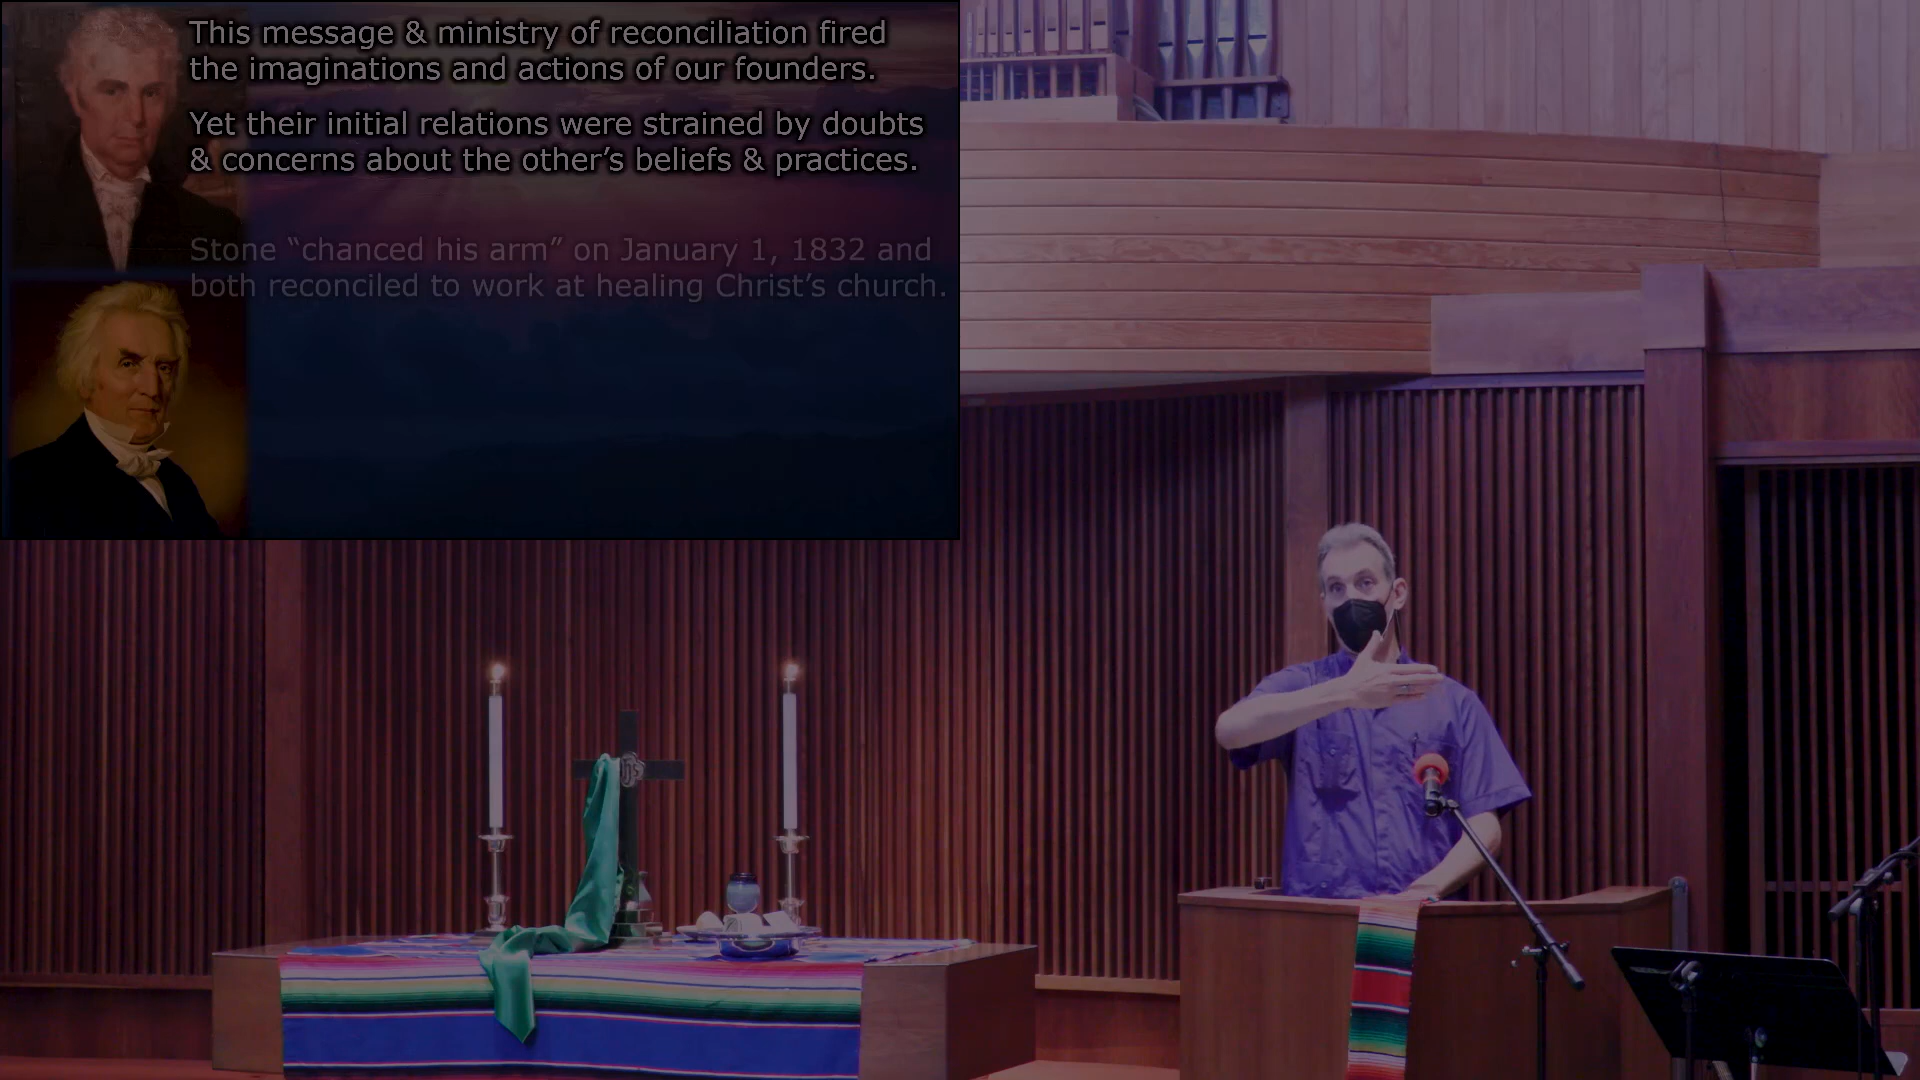 This message & ministry of reconciliation fired
the imaginations and actions of our founders.
Yet their initial relations were strained by doubts
& concerns about the other’s beliefs & practices.
Stone “chanced his arm” on January 1, 1832 and
both reconciled to work at healing Christ’s church.